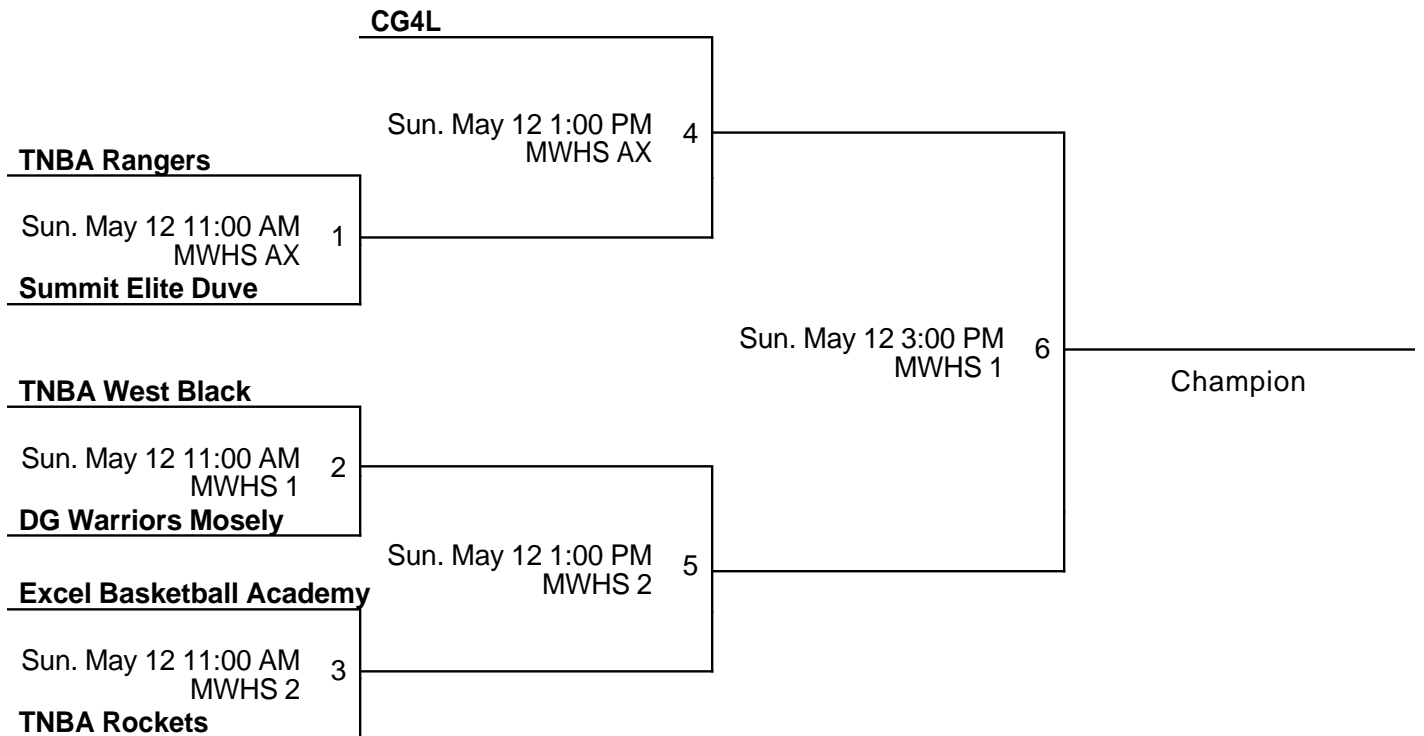 CG4L
Sun. May 12 1:00 PM
4
MWHS AX
TNBA Rangers
Sun. May 12 11:00 AM
1
MWHS AX
Summit Elite Duve
Sun. May 12 3:00 PM
6
MWHS 1
Champion
TNBA West Black
Sun. May 12 11:00 AM
2
MWHS 1
DG Warriors Mosely
Sun. May 12 1:00 PM
5
MWHS 2
Excel Basketball Academy
Sun. May 12 11:00 AM
3
MWHS 2
TNBA Rockets